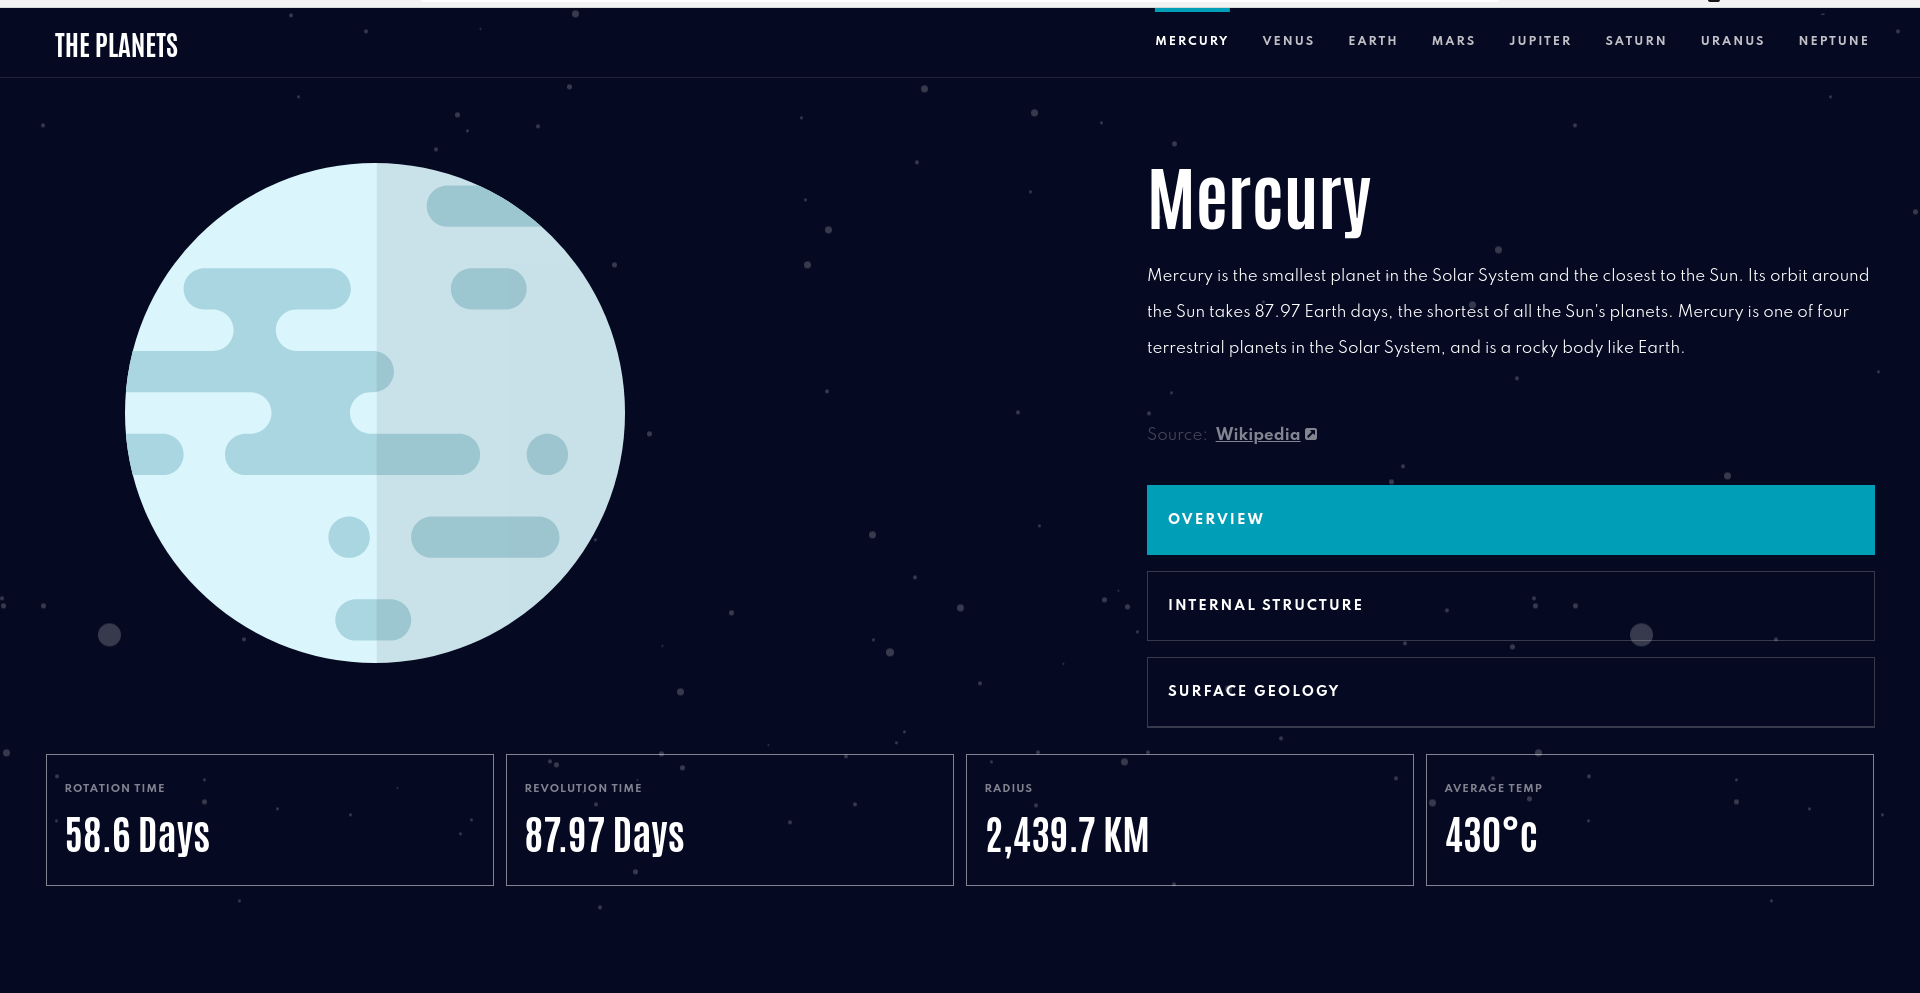 THE PLANETS
MERCURY VENUS EARTH MARS JUPITER SATURN URANUS NEPTUNE
Mercury
Mercury is the smallest planet in the Solar System and the closest to the Sun. Its orbit around
the Sun takes 87.97 Earth days, the shortest of all the Sun's planets. Mercury is one of four
terrestrial planets in the Solar System, and is a rocky body like Earth.
Source: Wikipedia
OVERVIEW
INTERNAL STRUCTURE
SURFACE GEOLOGY
ROTATION TIME
58.6 Days
REVOLUTION TIME
87.97 Days
RADIUS
2,439.7 KM
AVERAGE TEMP
430°c